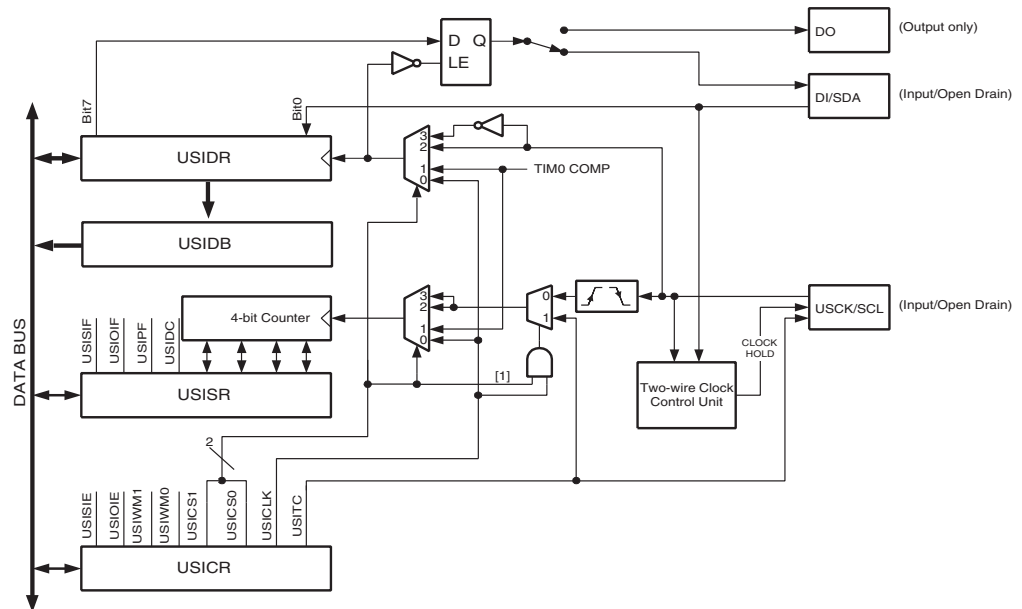 DO
(Output only)
D Q
LE
DI/SDA
(Input/Open Drain)
Bit7
Bit0
USIDR
3
2
1
0
TIM0 COMP
USIDB
DATA BUS
4-bit Counter
3
2
1
0
0
1
USCK/SCL
(Input/Open Drain)
CLOCK
HOLD
USISIF
USIOIF
USIPF
USIDC
USISR
[1]
Two-wire Clock
Control Unit
2
USISIE
USIOIE
USIWM1
USIWM0
USICS1
USICS0
USICLK
USITC
USICR